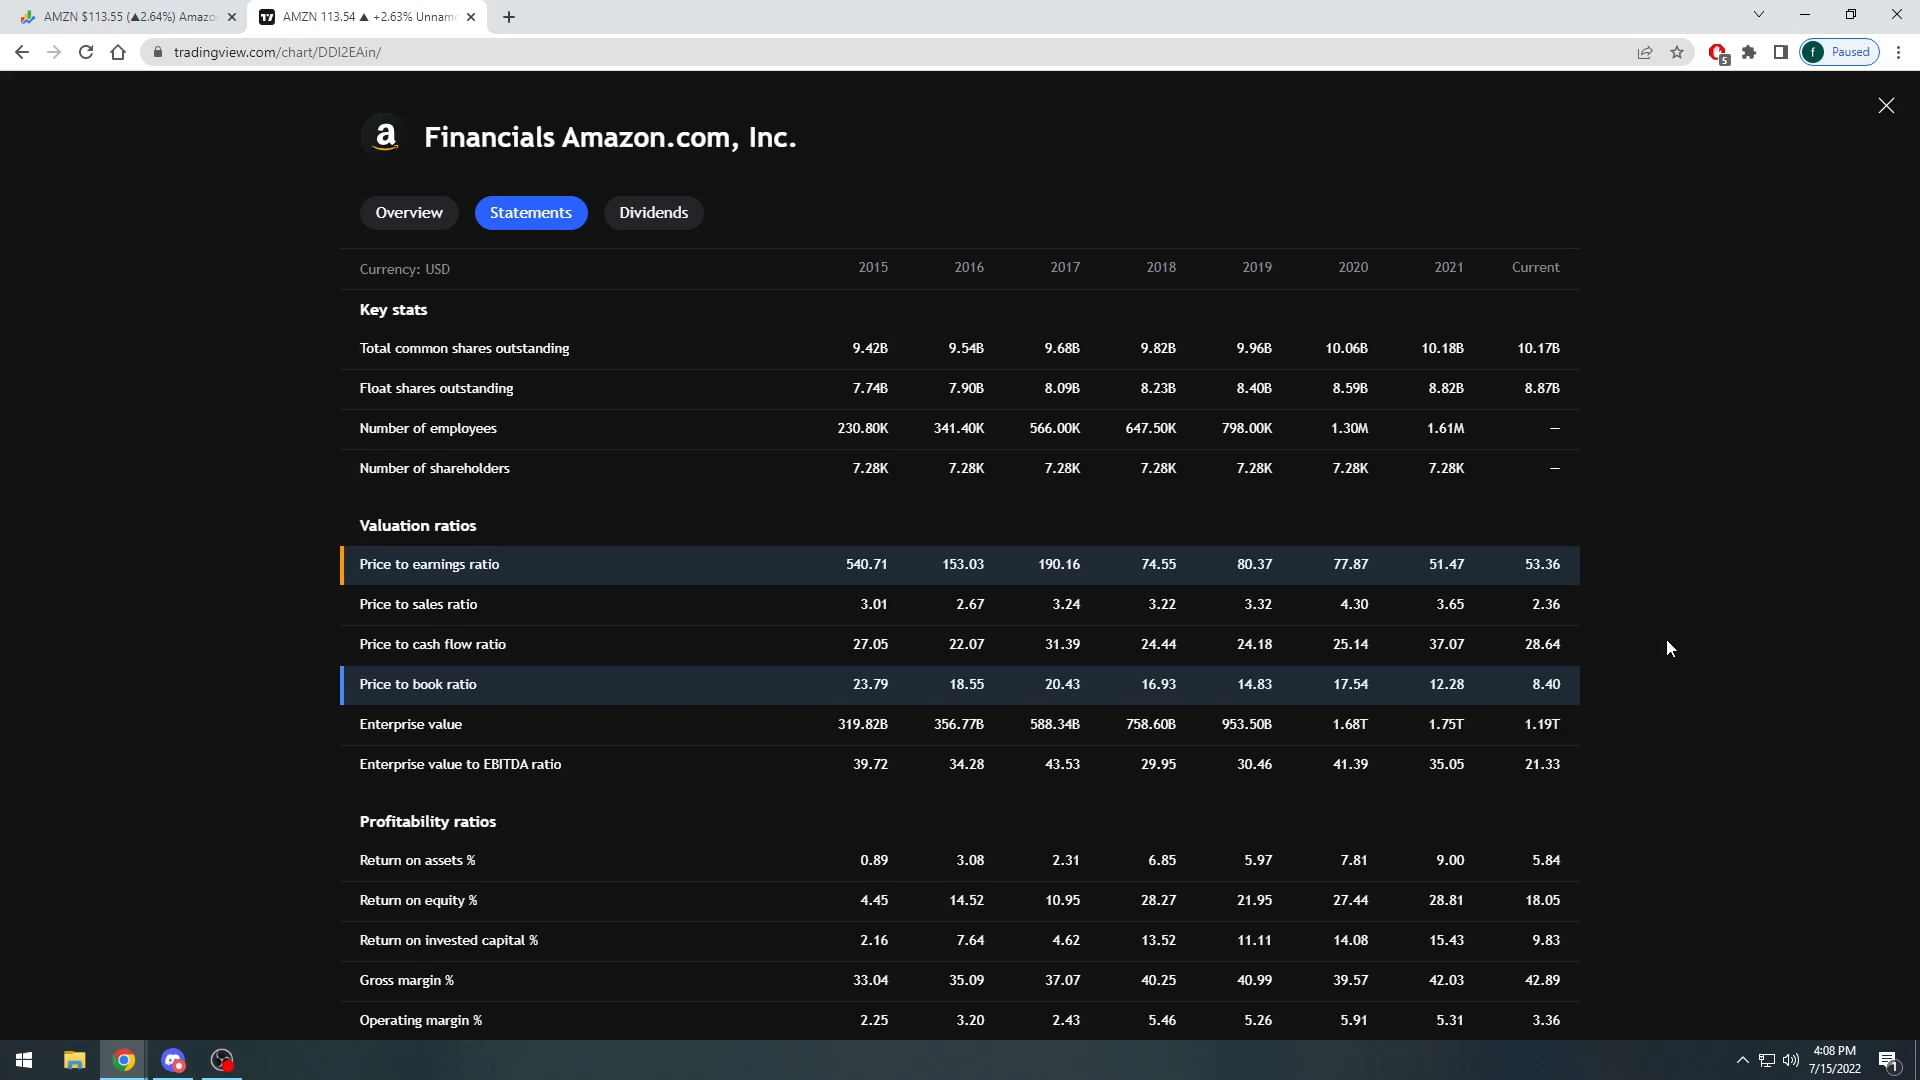 AMZN $113.55 (▲2.64%) Amazo
AMZN 113.54 ▲ +2.63% Unname
tradingview.com/chart/DDI2EAin/
5
f
Paused
a
Financials Amazon.com, Inc.
Overview Statements Dividends
Currency: USD 2015 2016 2017 2018 2019 2020 2021 Current
Key stats
Total common shares outstanding 9.42B 9.54B 9.68B 9.82B 9.96B 10.06B 10.18B 10.17B
Float shares outstanding 7.74B 7.90B 8.09B 8.23B 8.40B 8.59B 8.82B 8.87B
Number of employees 230.80K 341.40K 566.00K 647.50K 798.00K 1.30M 1.61M —
Number of shareholders 7.28K 7.28K 7.28K 7.28K 7.28K 7.28K 7.28K —
Valuation ratios
Price to earnings ratio 540.71 153.03 190.16 74.55 80.37 77.87 51.47 53.36
Price to sales ratio 3.01 2.67 3.24 3.22 3.32 4.30 3.65 2.36
Price to cash flow ratio 27.05 22.07 31.39 24.44 24.18 25.14 37.07 28.64
Price to book ratio 23.79 18.55 20.43 16.93 14.83 17.54 12.28 8.40
Enterprise value 319.82B 356.77B 588.34B 758.60B 953.50B 1.68T 1.75T 1.19T
Enterprise value to EBITDA ratio 39.72 34.28 43.53 29.95 30.46 41.39 35.05 21.33
Profitability ratios
Return on assets % 0.89 3.08 2.31 6.85 5.97 7.81 9.00 5.84
Return on equity % 4.45 14.52 10.95 28.27 21.95 27.44 28.81 18.05
Return on invested capital % 2.16 7.64 4.62 13.52 11.11 14.08 15.43 9.83
Gross margin % 33.04 35.09 37.07 40.25 40.99 39.57 42.03 42.89
Operating margin % 2.25 3.20 2.43 5.46 5.26 5.91 5.31 3.36
4:08 PM
7/15/2022
1